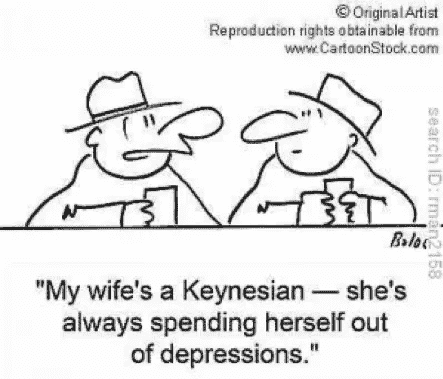 © Original Artist
Reproduction rights obtainable from
www.CartoonStock.com
search ID: rman2158
"My wife's a Keynesian — she's
always spending herself out
of depressions."